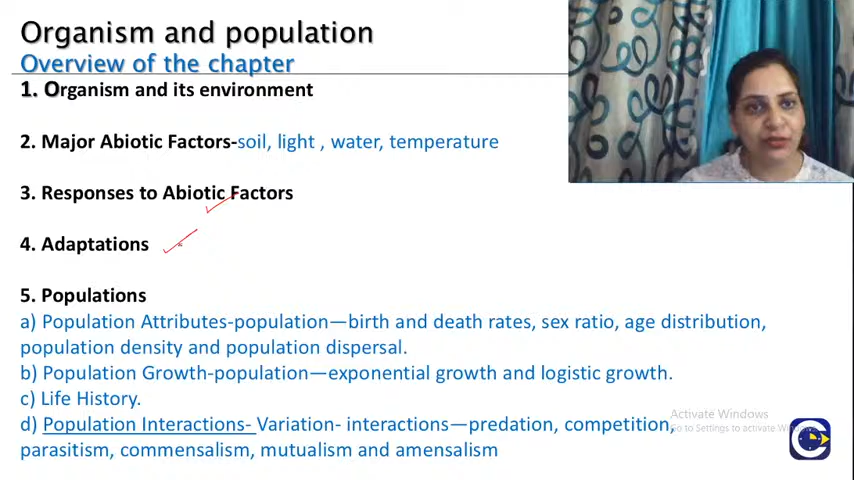 Organism and population
Overview of the chapter
1. Organism and its environment
2. Major Abiotic Factors-soil, light , water, temperature
3. Responses to Abiotic Factors
4. Adaptations
5. Populations
a) Population Attributes-population—birth and death rates, sex ratio, age distribution,
population density and population dispersal.
b) Population Growth-population—exponential growth and logistic growth.
c) Life History.
d) Population Interactions- Variation- interactions—predation, competition,
parasitism, commensalism, mutualism and amensalism
Activate Windows
Go to Settings to activate Windows.